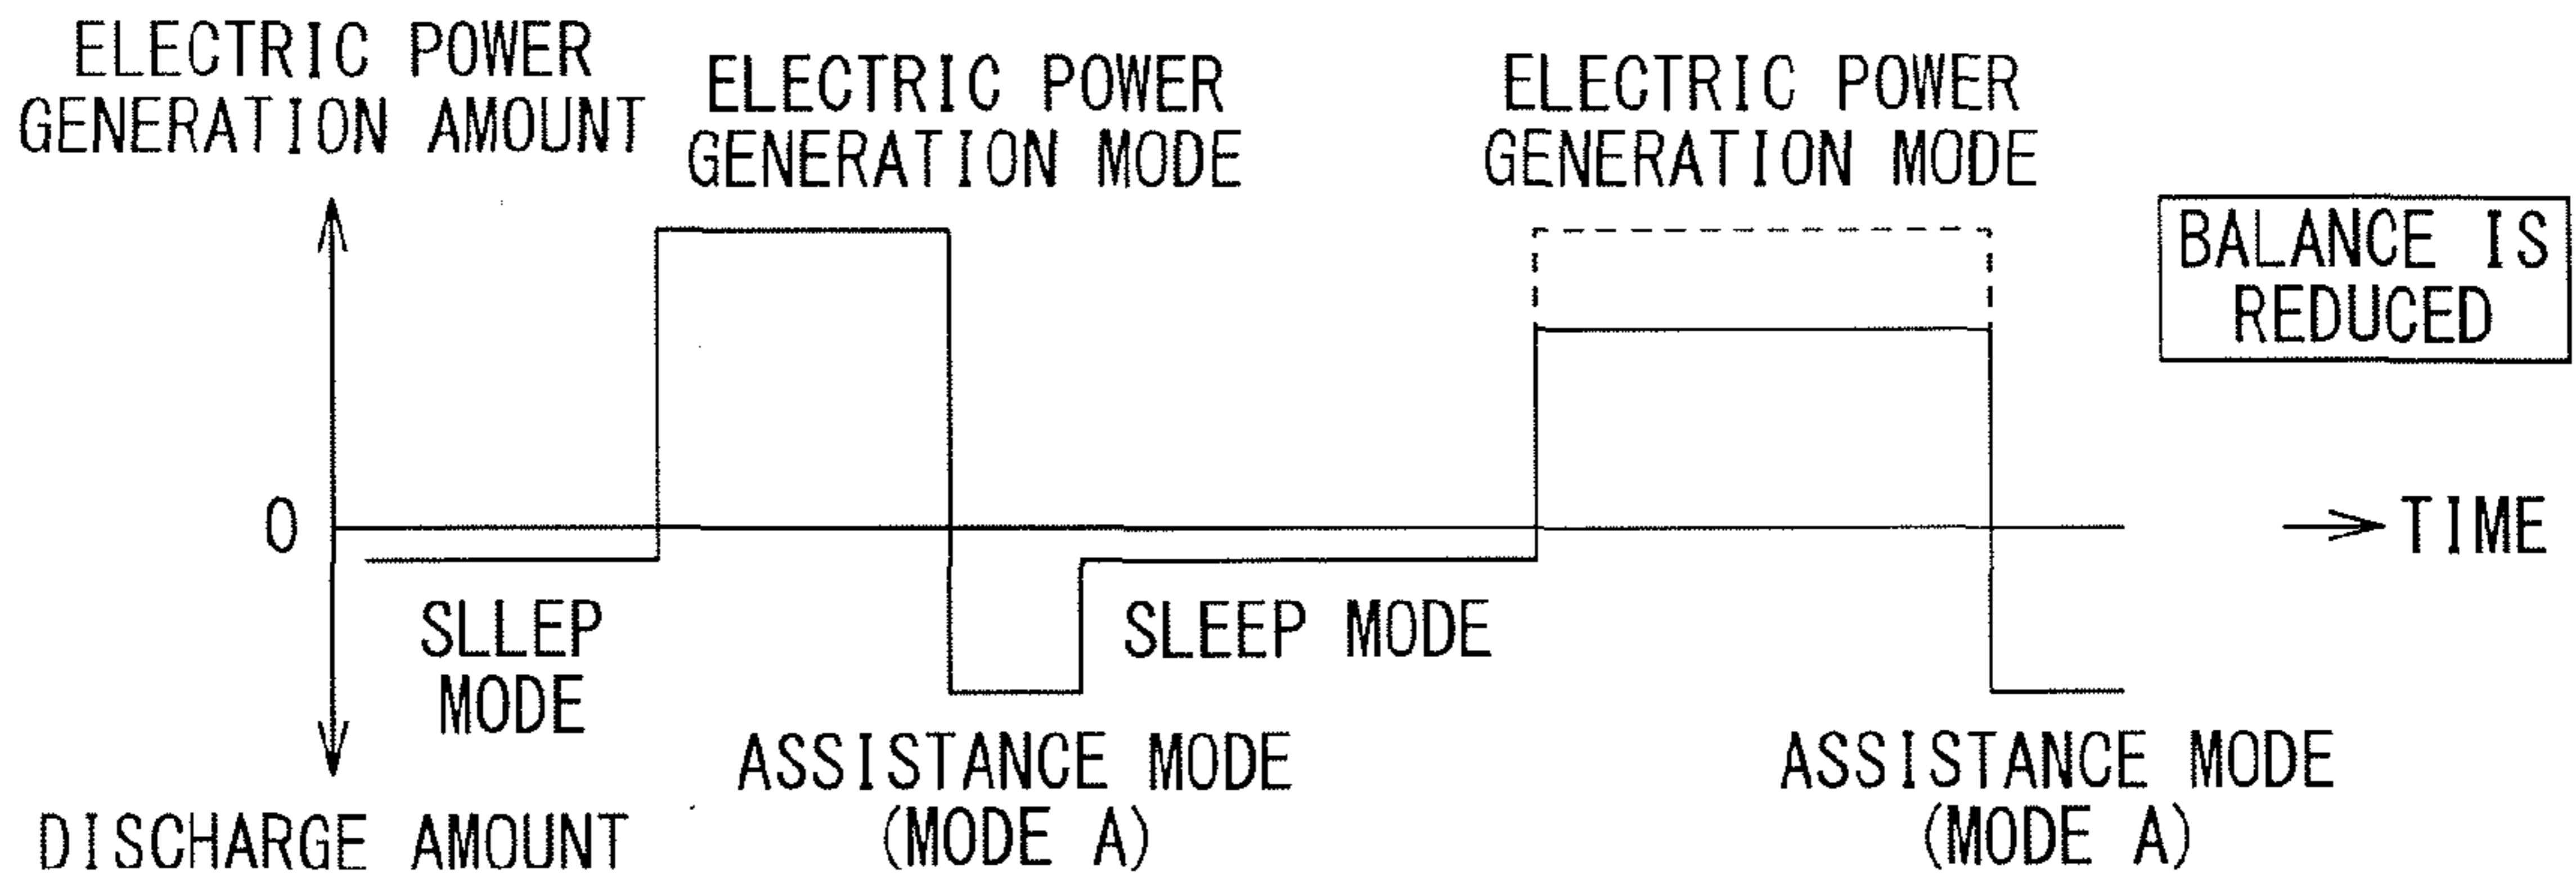 ELECTRIC POWER
GENERATION AMOUNT
ELECTRIC POWER
GENERATION MODE
ELECTRIC POWER
GENERATION MODE
BALANCE IS
REDUCED
0
TIME
SLLEP
MODE
SLEEP MODE
ASSISTANCE MODE
(MODE A)
ASSISTANCE MODE
(MODE A)
DISCHARGE AMOUNT